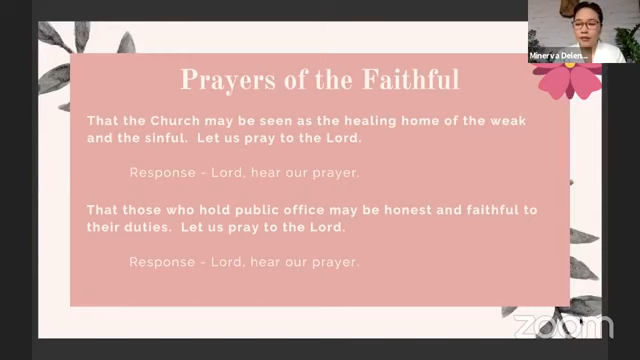 Prayers of the Faithful
That the Church may be seen as the healing home of the weak
and the sinful. Let us pray to the Lord.
Response - Lord, hear our prayer.
That those who hold public office may be honest and faithful to
their duties. Let us pray to the Lord.
Response - Lord, hear our prayer.
Minerva Delen...
zoom